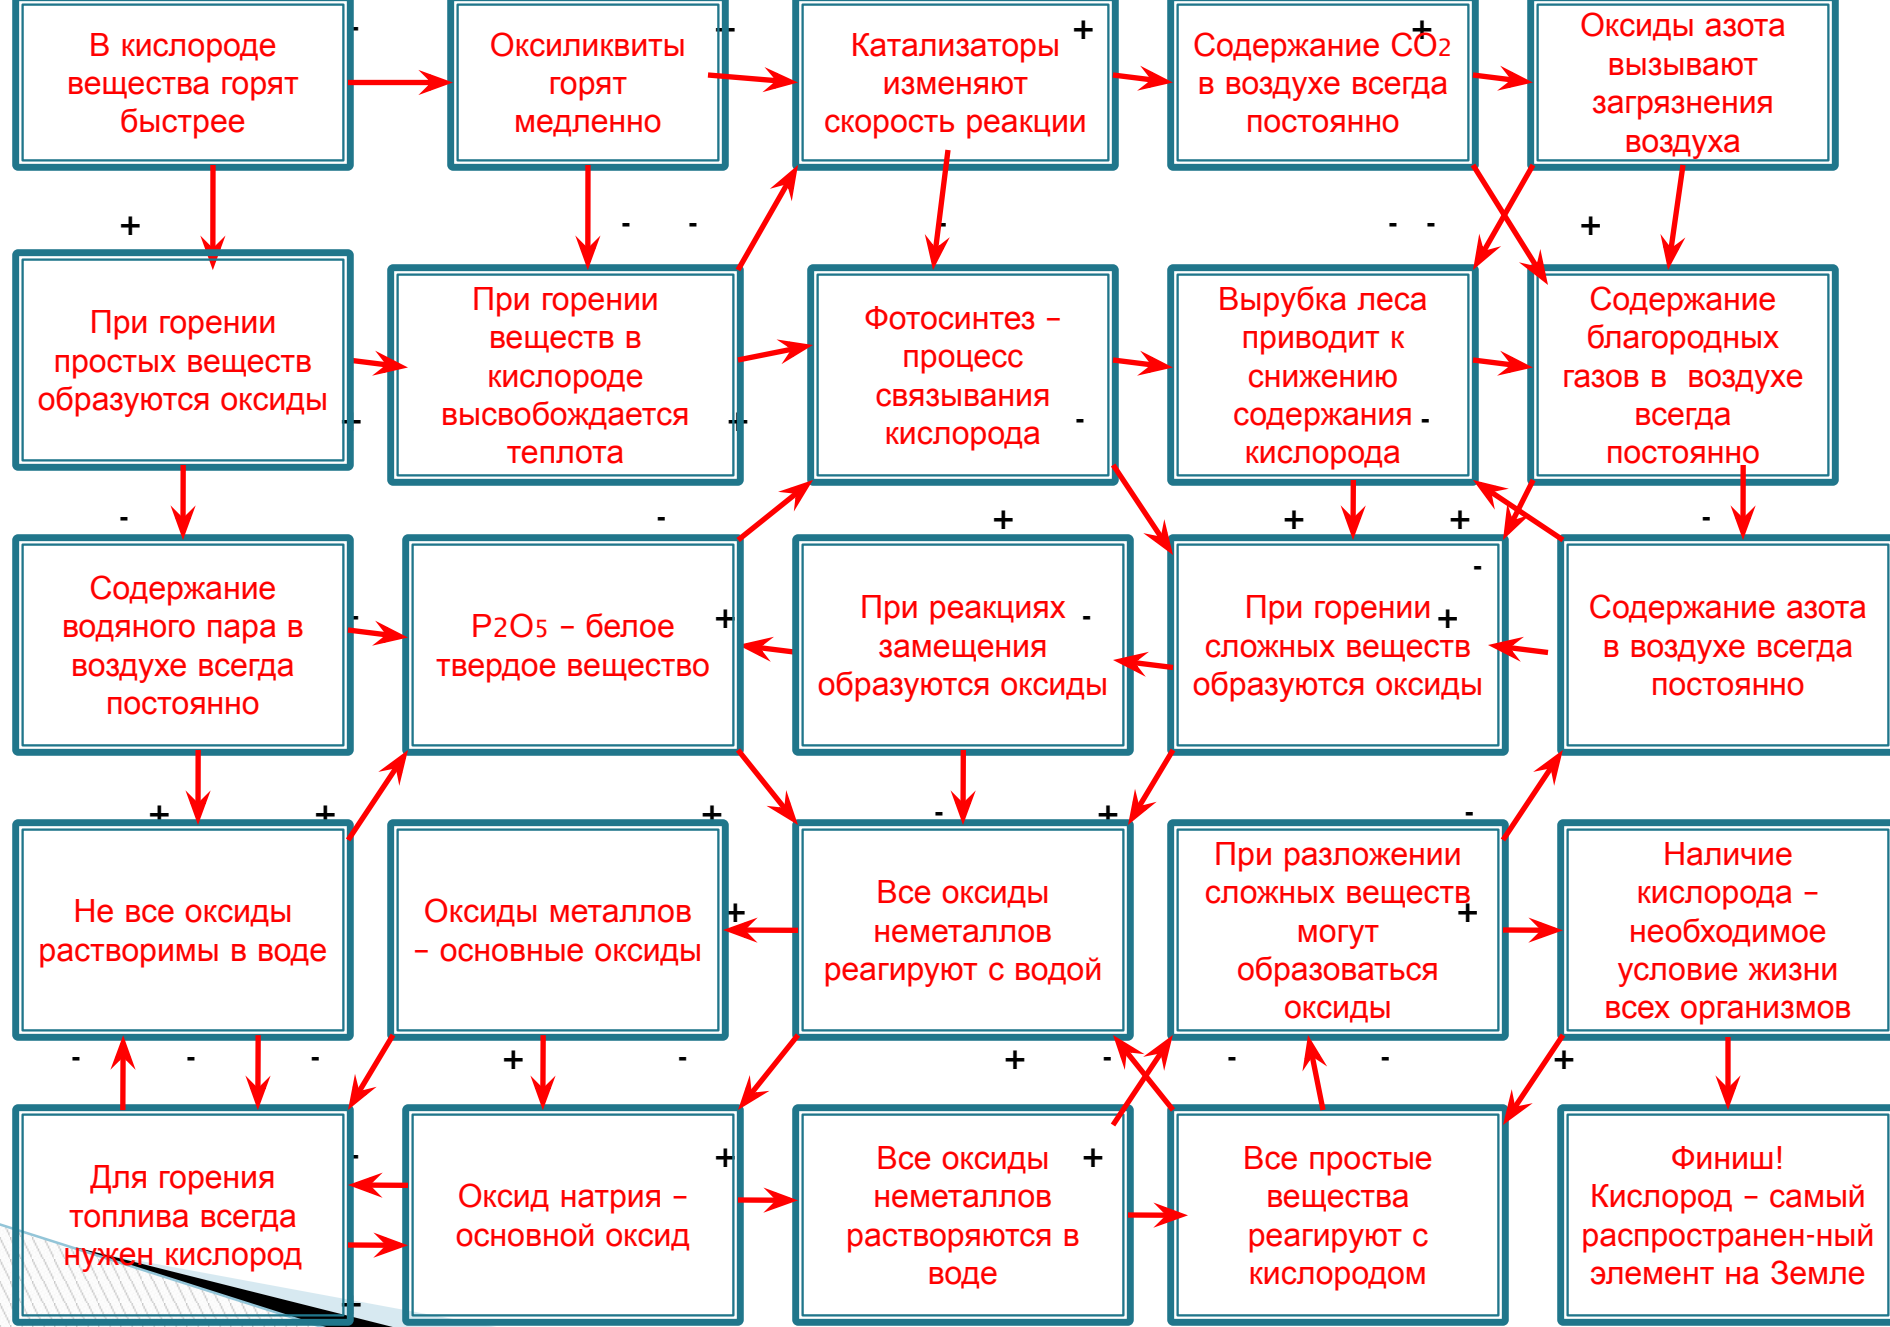 В кислороде
вещества горят
быстрее
-
Оксиликвиты
горят
медленно
+
Катализаторы
изменяют
скорость реакции
+
Содержание СО2
в воздухе всегда
постоянно
+
Оксиды азота
вызывают
загрязнения
воздуха
+
-
-
-
-
-
+
При горении
простых веществ
образуются оксиды
+
При горении
веществ в
кислороде
высвобождается
теплота
+
Фотосинтез –
процесс
связывания
кислорода
-
Вырубка леса
приводит к
снижению
содержания
кислорода
-
Содержание
благородных
газов в воздухе
всегда
постоянно
-
-
+
+
+
-
Содержание
водяного пара в
воздухе всегда
постоянно
-
P2O5 – белое
твердое вещество
+
При реакциях
замещения
образуются оксиды
-
При горении
сложных веществ
образуются оксиды
-
+
Содержание азота
в воздухе всегда
постоянно
+
+
+
-
+
-
Не все оксиды
растворимы в воде
Оксиды металлов
– основные оксиды
+
Все оксиды
неметаллов
реагируют с водой
При разложении
сложных веществ
могут
образоваться
оксиды
+
Наличие
кислорода –
необходимое
условие жизни
всех организмов
-
-
-
+
-
+
-
-
-
+
Для горения
топлива всегда
нужен кислород
-
+
Оксид натрия –
основной оксид
+
Все оксиды
неметаллов
растворяются в
воде
+
Все простые
вещества
реагируют с
кислородом
Финиш!
Кислород – самый
распространен-ный
элемент на Земле